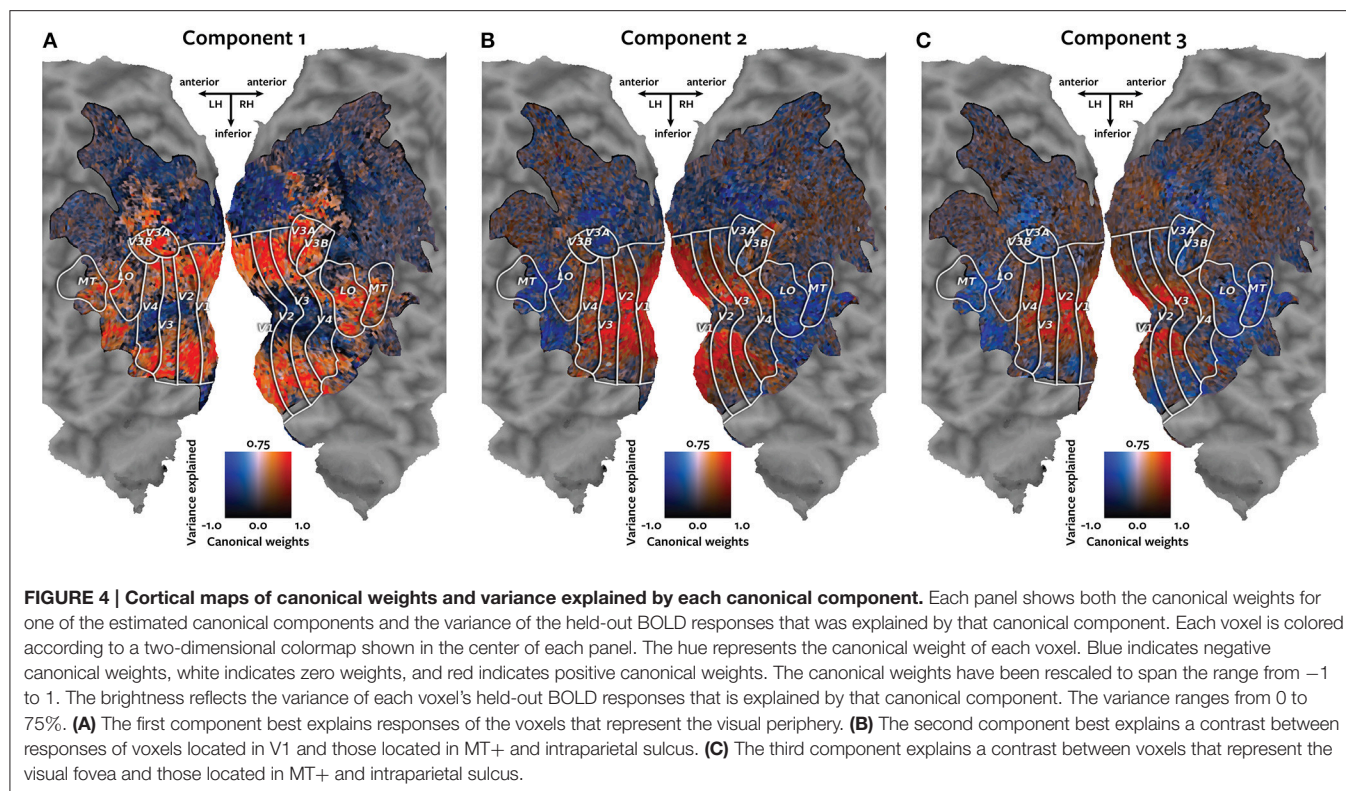 A
Component 1
anterior anterior
LH RH
inferior
V3A
V3B
V3A
V3B
MT
LO
V4
V3
V2
V1
V1
V2
V3
V4
LO
MT
Variance explained
0.75
-1.0 0.0 1.0
Canonical weights
B
Component 2
anterior anterior
LH RH
inferior
V3A
V3B
V3A
V3B
MT
LO
V4
V3
V2
V1
V1
V2
V3
V4
LO
MT
Variance explained
0.75
-1.0 0.0 1.0
Canonical weights
C
Component 3
anterior anterior
LH RH
inferior
V3A
V3B
V3A
V3B
MT
LO
V4
V3
V2
V1
V1
V2
V3
V4
LO
MT
Variance explained
0.75
-1.0 0.0 1.0
Canonical weights
FIGURE 4 | Cortical maps of canonical weights and variance explained by each canonical component. Each panel shows both the canonical weights for
one of the estimated canonical components and the variance of the held-out BOLD responses that was explained by that canonical component. Each voxel is colored
according to a two-dimensional colormap shown in the center of each panel. The hue represents the canonical weight of each voxel. Blue indicates negative
canonical weights, white indicates zero weights, and red indicates positive canonical weights. The canonical weights have been rescaled to span the range from −1
to 1. The brightness reflects the variance of each voxel's held-out BOLD responses that is explained by that canonical component. The variance ranges from 0 to
75%. (A) The first component best explains responses of the voxels that represent the visual periphery. (B) The second component best explains a contrast between
responses of voxels located in V1 and those located in MT+ and intraparietal sulcus. (C) The third component explains a contrast between voxels that represent the
visual fovea and those located in MT+ and intraparietal sulcus.